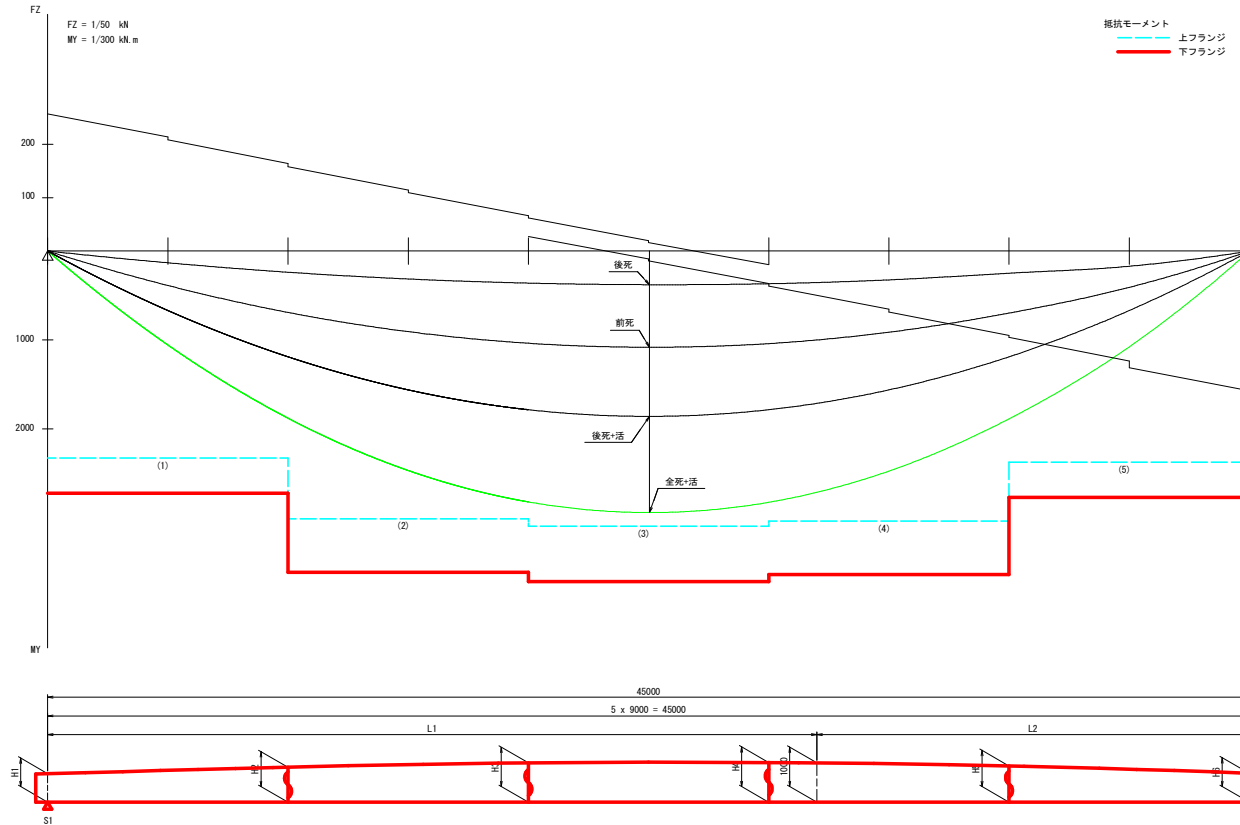 FZ
FZ = 1/50 kN
MY = 1/300 kN.m
抵抗モーメント
上フランジ
下フランジ
200
100
後死
前死
1000
2000
後死+活
全死+活
(1)
(2)
(3)
(4)
(5)
MY
45000
5 x 9000 = 45000
L1
L2
H1
H2
H3
H4
1000
H5
H6
S1